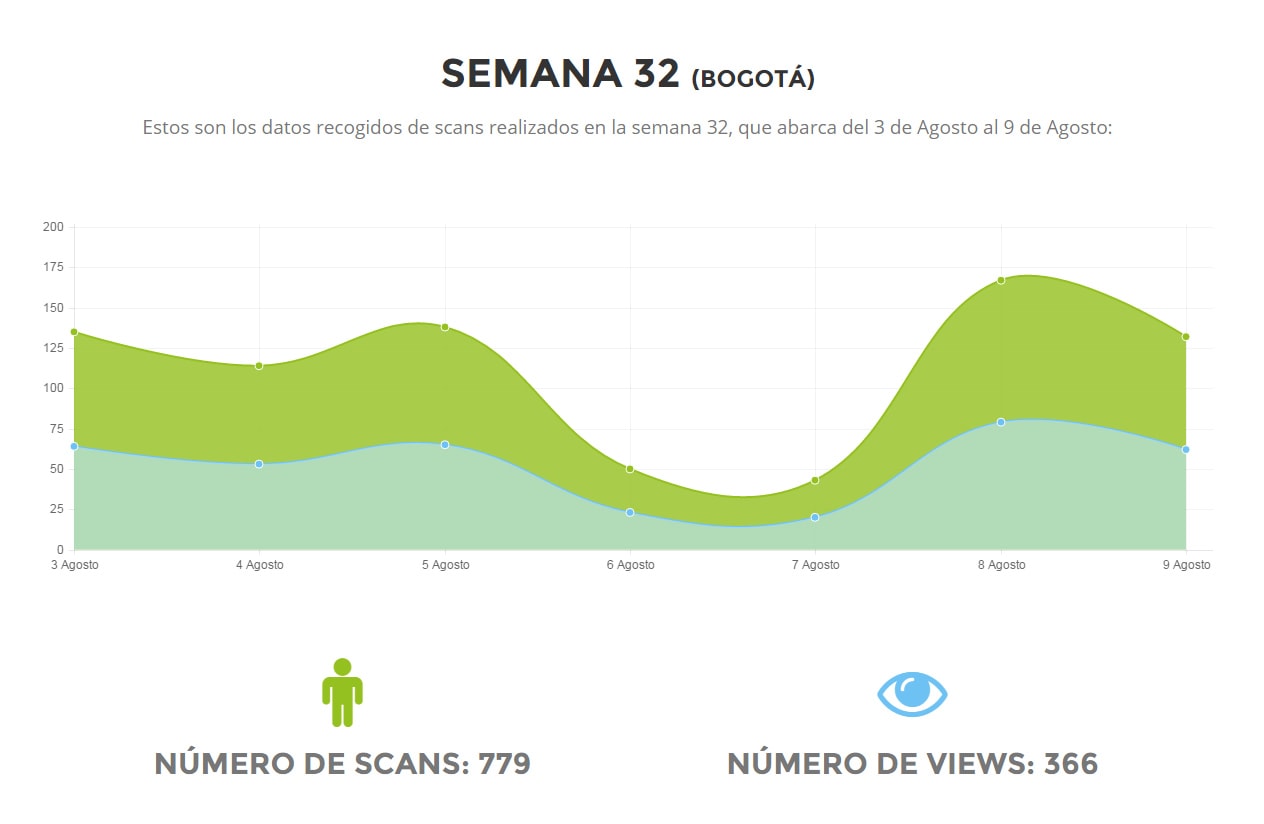 SEMANA 32 (BOGOTÁ)
Estos son los datos recogidos de scans realizados en la semana 32, que abarca del 3 de Agosto al 9 de Agosto:
200
175
150
125
100
75
50
25
0
3 Agosto 4 Agosto 5 Agosto 6 Agosto 7 Agosto 8 Agosto 9 Agosto
NÚMERO DE SCANS: 779 NÚMERO DE VIEWS: 366